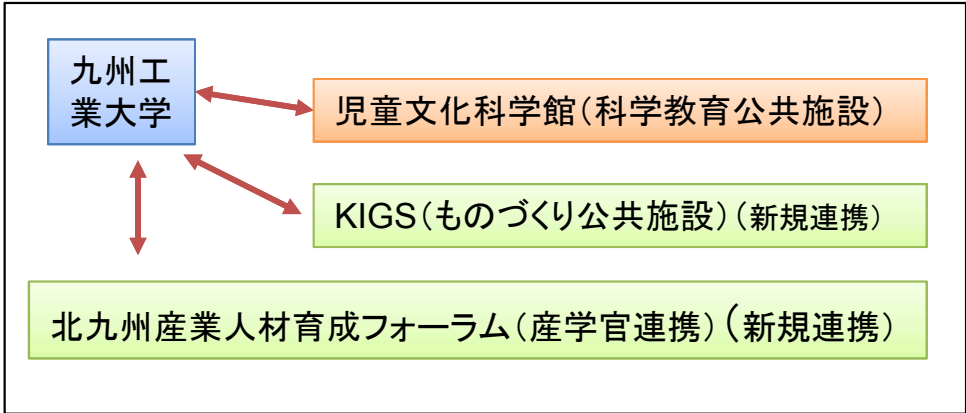 九州工
業大学
児童文化科学館（科学教育公共施設）
KIGS（ものづくり公共施設）（新規連携）
北九州産業人材育成フォーラム（産学官連携）（新規連携）